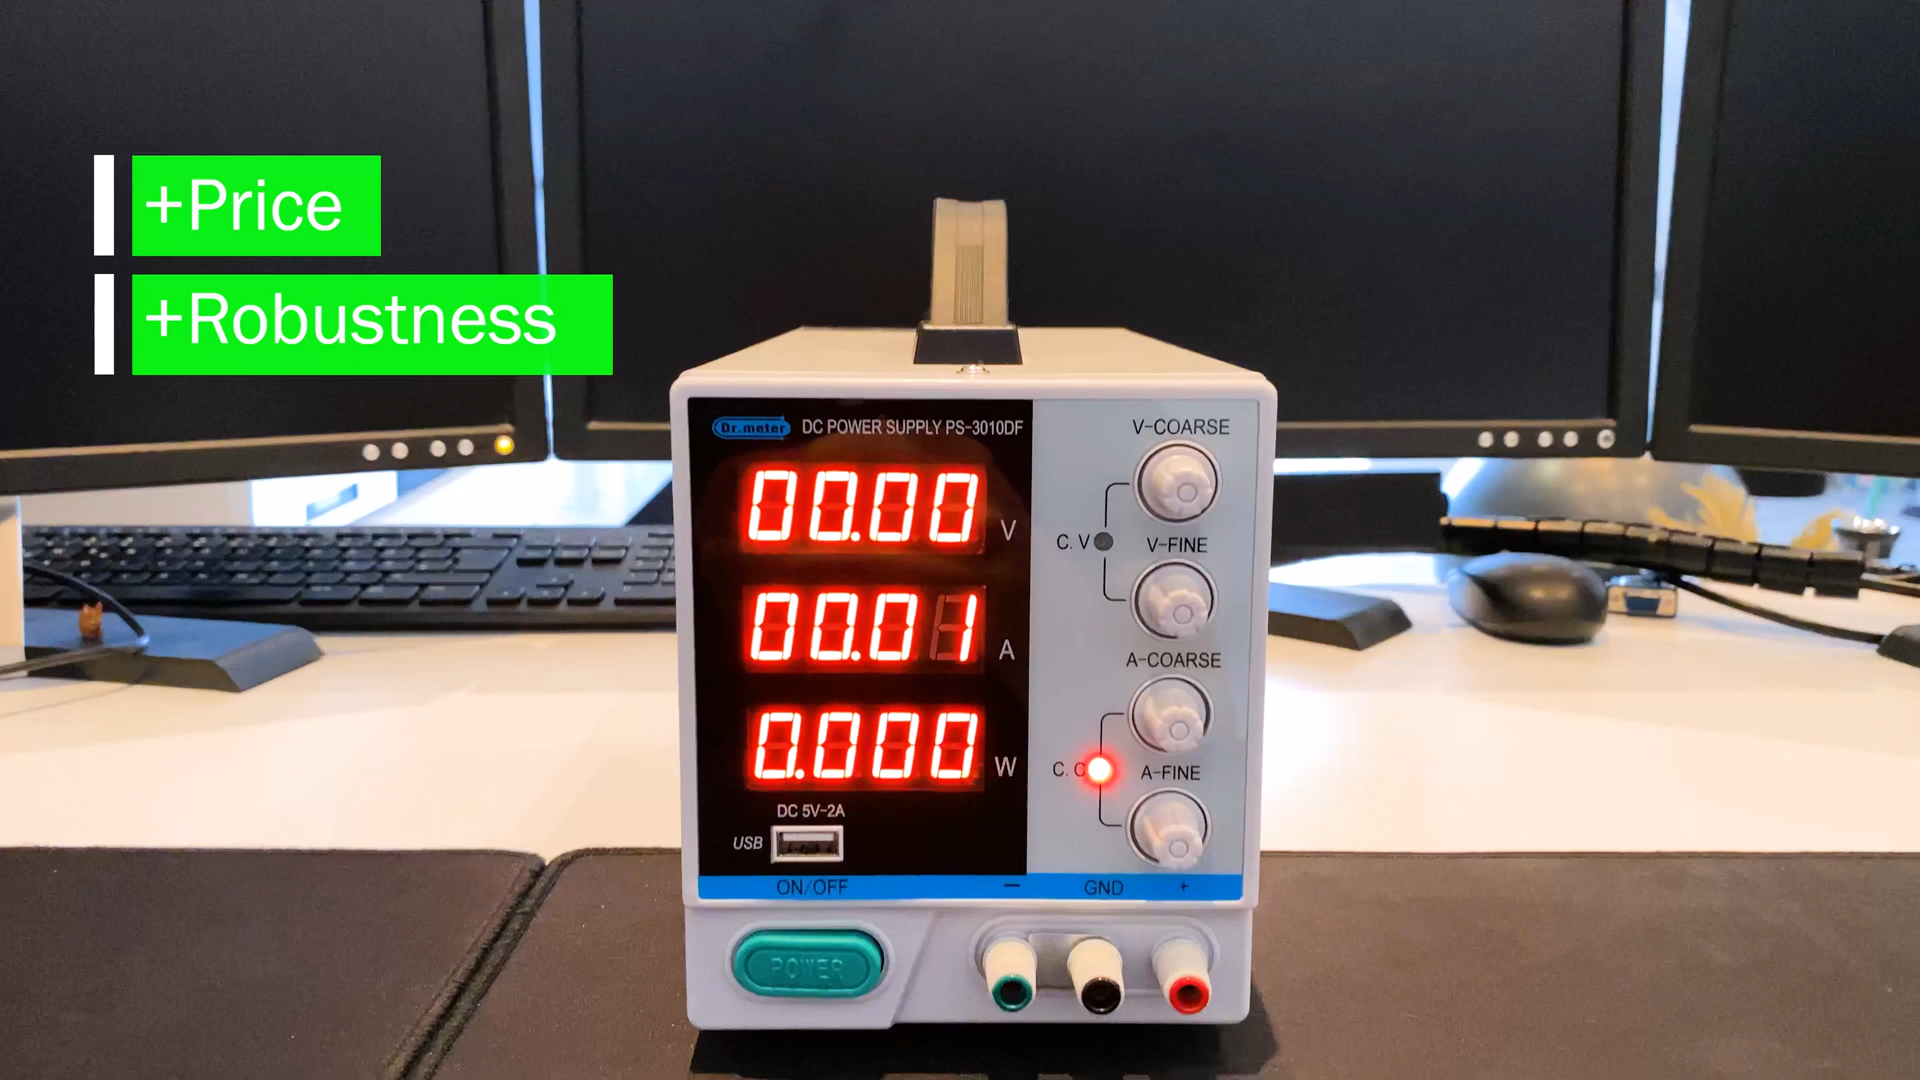 +Price
+Robustness
Dr.meter DC POWER SUPPLY PS-3010DF
00.00 V
00.01 A
0.000 W
DC 5V-2A
USB
ON/OFF
— GND +
POWER
V-COARSE
C.V
V-FINE
A-COARSE
C.C
A-FINE